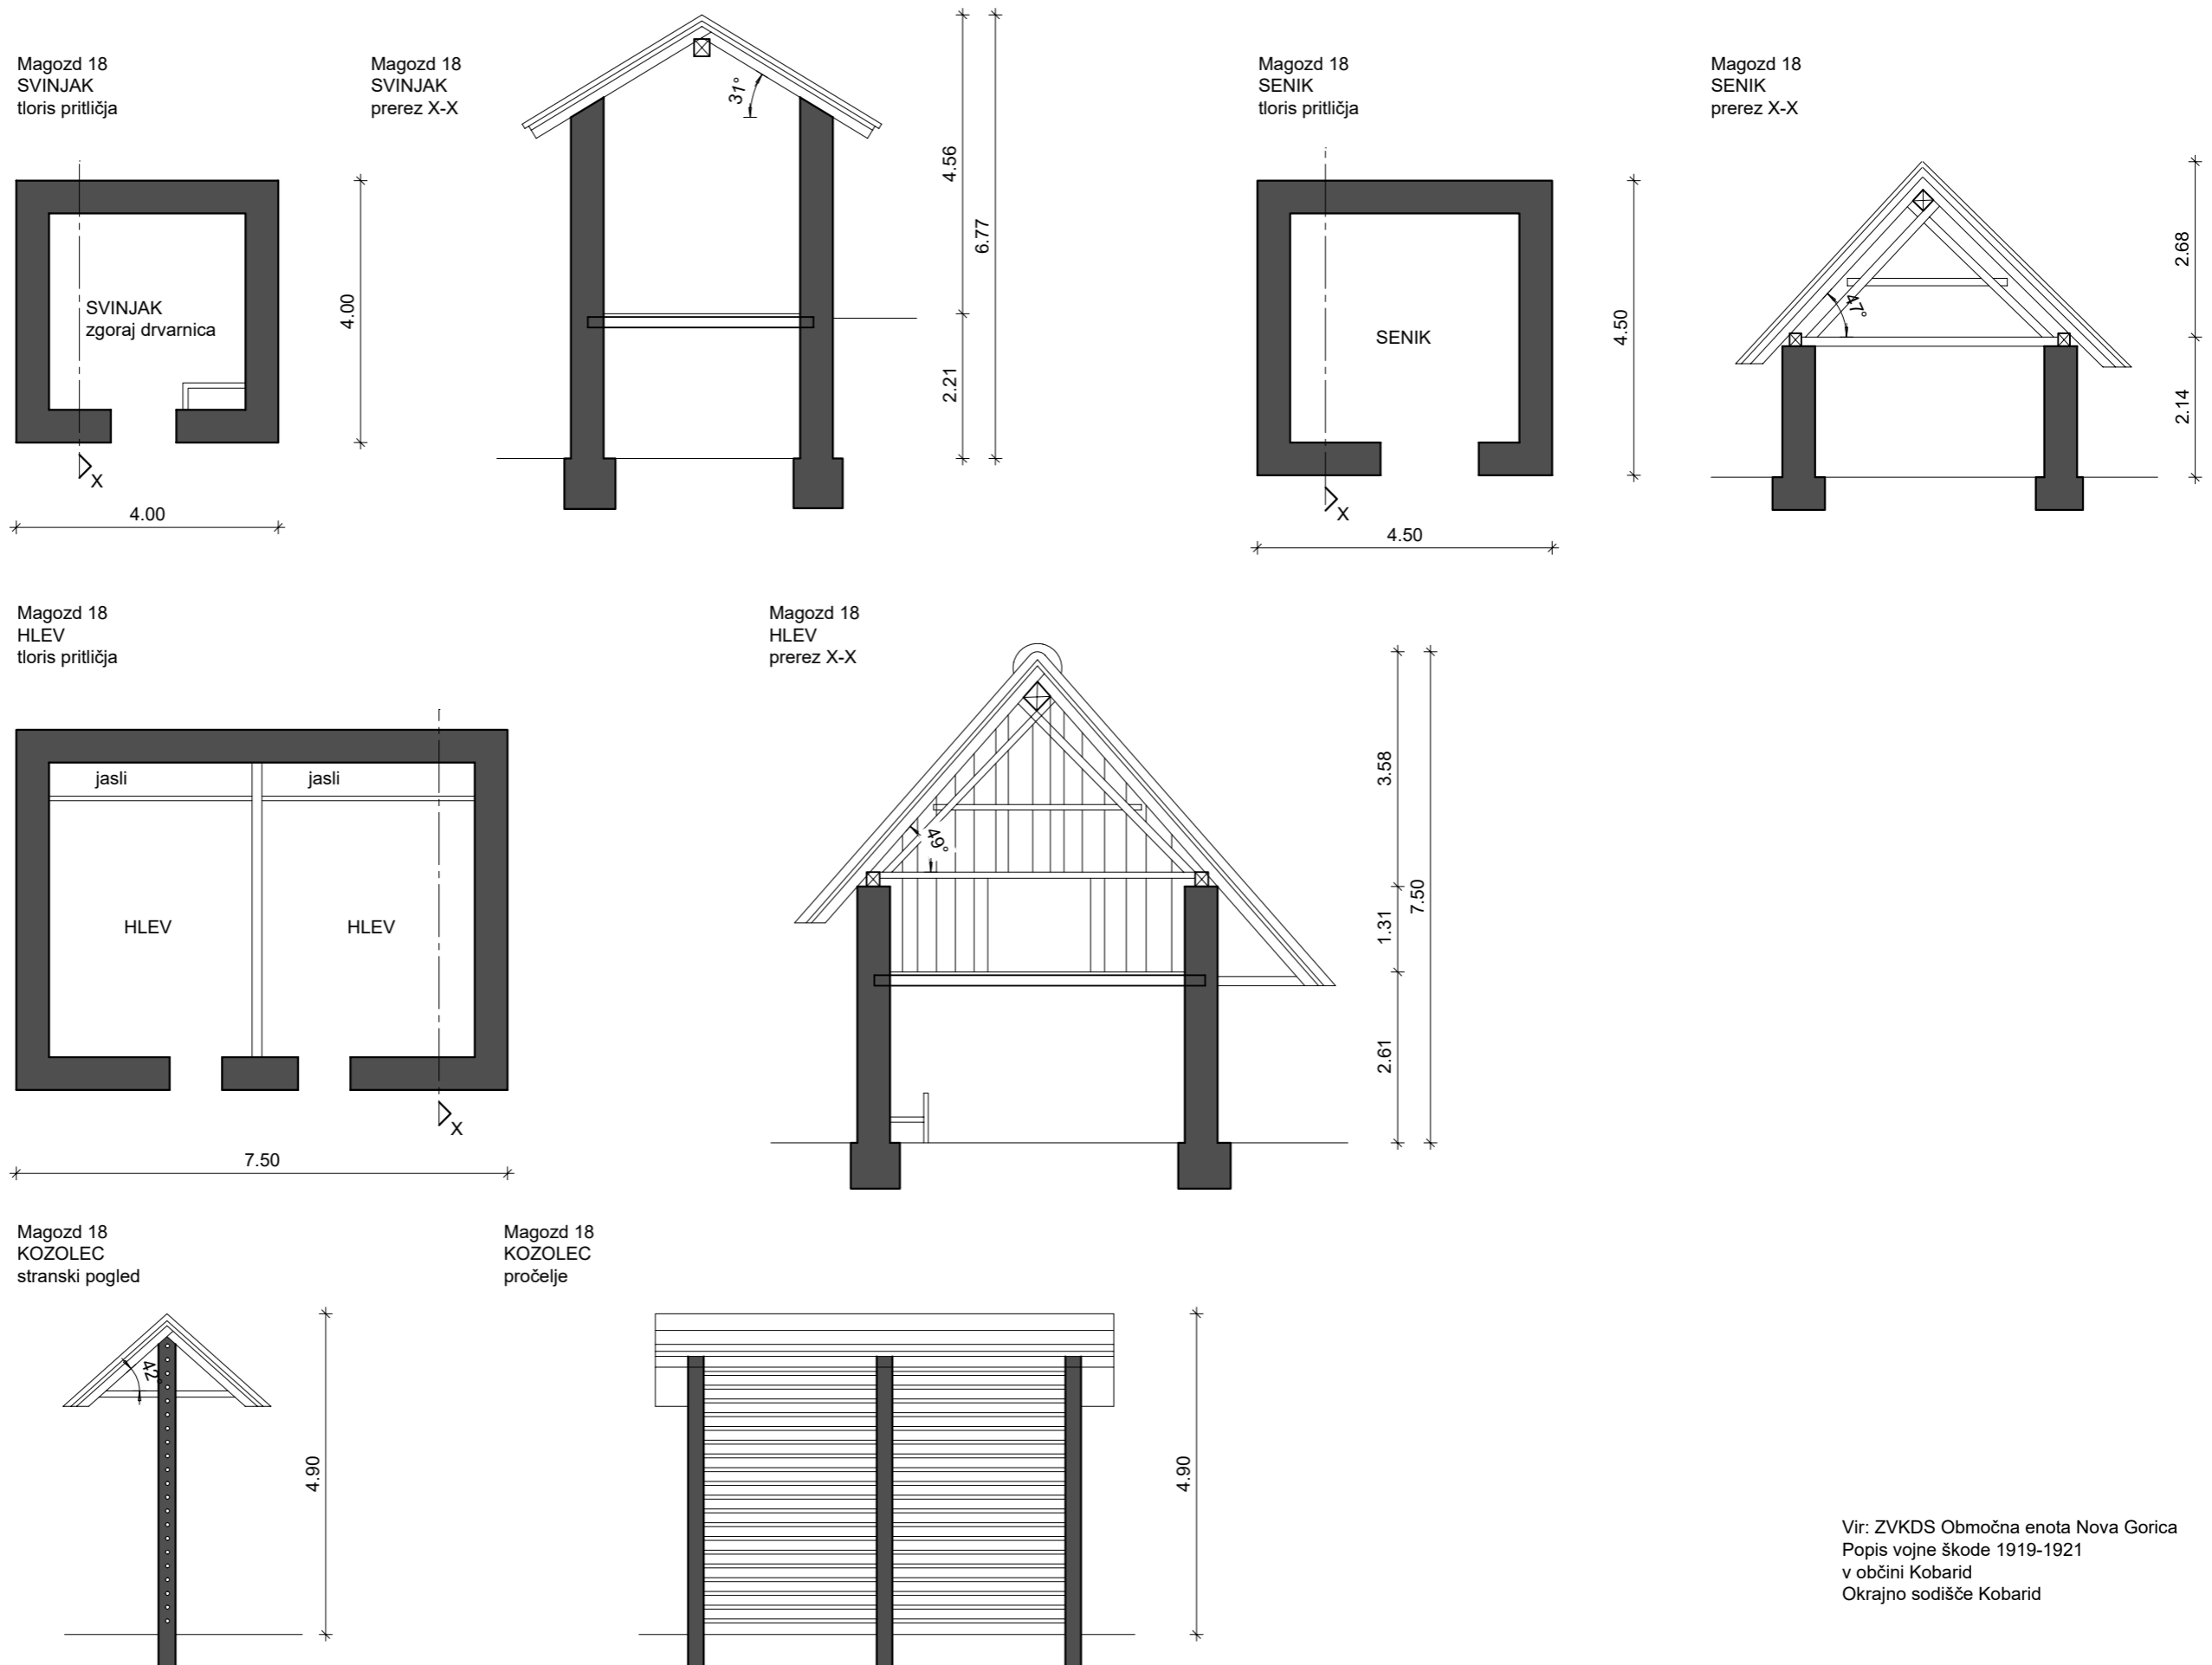 Magozd 18
SVINJAK
tloris pritličja
SVINJAK
zgoraj drvarnica
X
4.00
4.00
Magozd 18
SVINJAK
prerez X-X
31°
4.56
2.21
6.77
Magozd 18
SENIK
tloris pritličja
SENIK
X
4.50
4.50
Magozd 18
SENIK
prerez X-X
47°
2.68
2.14
Magozd 18
HLEV
tloris pritličja
jasli
jasli
HLEV
HLEV
X
7.50
Magozd 18
HLEV
prerez X-X
49°
3.58
1.31
2.61
7.50
Magozd 18
KOZOLEC
stranski pogled
42°
4.90
Magozd 18
KOZOLEC
pročelje
4.90
Vir: ZVKDS Območna enota Nova Gorica
Popis vojne škode 1919-1921
v občini Kobarid
Okrajno sodišče Kobarid